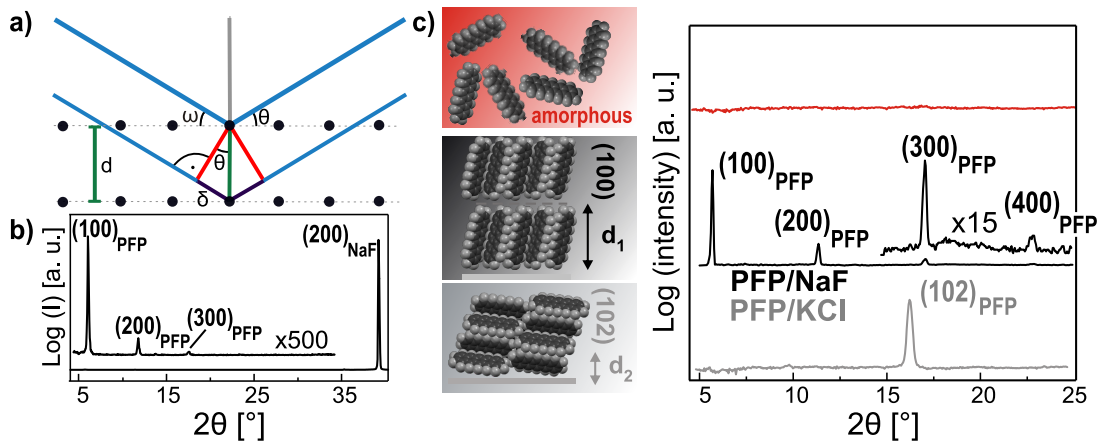 a)
ω
θ
d
θ
.
δ
b)
Log (I) [a. u.]
(100)PFP
(200)PFP
(300)PFP
x500
(200)NaF
5
15
25
35
2θ [°]
c)
amorphous
(100)
d1
(102)
d2
Log (intensity) [a. u.]
(100)PFP
(200)PFP
(300)PFP
x15
(400)PFP
PFP/NaF
PFP/KCl
(102)PFP
5
10
15
20
25
2θ [°]